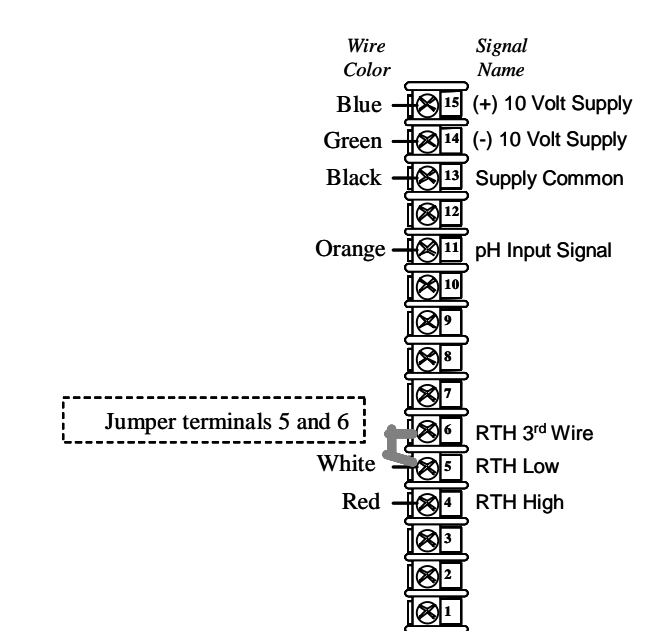 Wire Color
Signal Name
Blue 15 (+) 10 Volt Supply
Green 14 (-) 10 Volt Supply
Black 13 Supply Common
12
Orange 11 pH Input Signal
10
9
8
7
Jumper terminals 5 and 6
6 RTH 3rd Wire
White 5 RTH Low
Red 4 RTH High
3
2
1